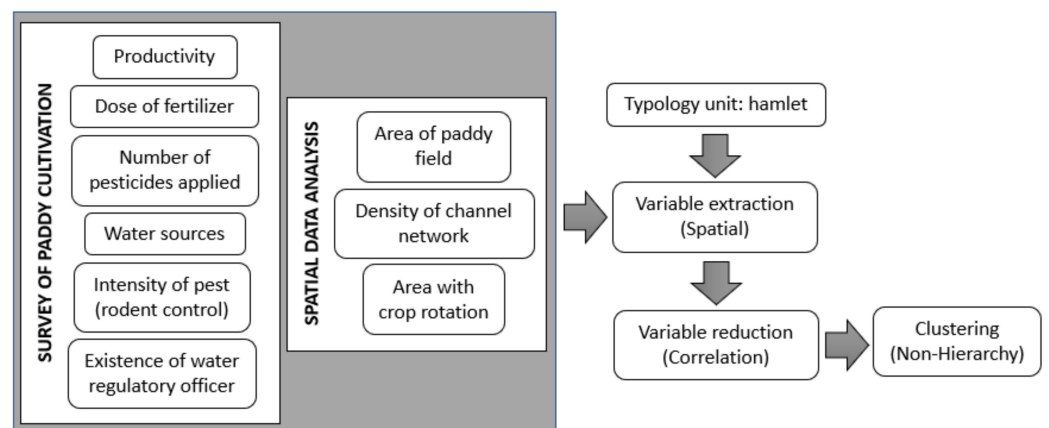 SURVEY OF PADDY CULTIVATION
Productivity
Dose of fertilizer
Number of
pesticides applied
Water sources
Intensity of pest
(rodent control)
Existence of water
regulatory officer
SPATIAL DATA ANALYSIS
Area of paddy
field
Density of channel
network
Area with
crop rotation
Typology unit: hamlet
Variable extraction
(Spatial)
Variable reduction
(Correlation)
Clustering
(Non-Hierarchy)